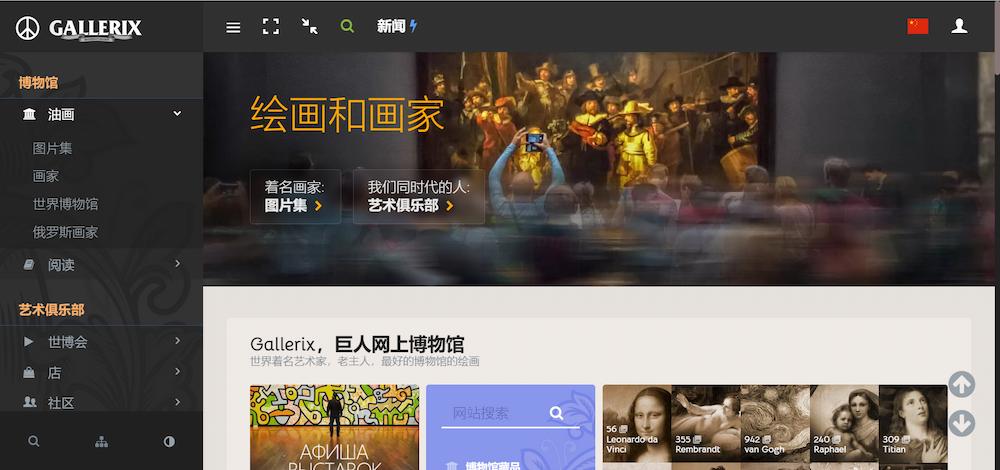 GALLERIX
新闻
博物馆
油画
图片集
画家
世界博物馆
俄罗斯画家
阅读
艺术俱乐部
世博会
店
社区
绘画和画家
着名画家:
图片集
我们同时代的人:
艺术俱乐部
Gallerix，巨人网上博物馆
世界着名艺术家，老主人，最好的博物馆的绘画
АФИША
ВЫСТАВОК
网站搜索
博物馆藏品
56
Leonardo da
Vinci
355
Rembrandt
942
van Gogh
240
Raphael
309
Titian